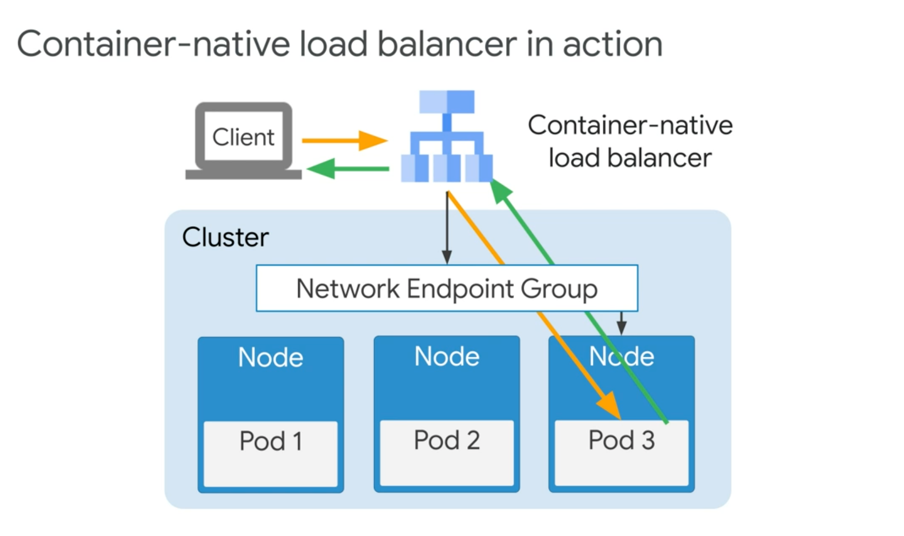 Container-native load balancer in action
Client
Container-native
load balancer
Cluster
Network Endpoint Group
Node
Node
Node
Pod 1
Pod 2
Pod 3